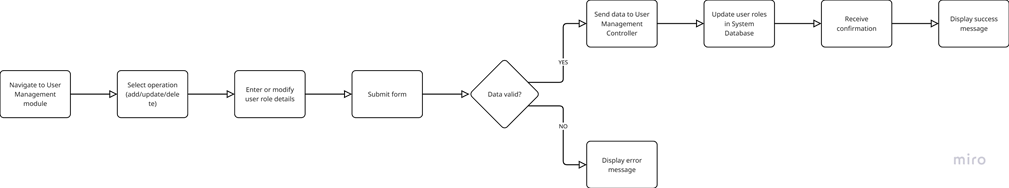 Navigate to User
Management
module
Select operation
(add/update/dele
te)
Enter or modify
user role details
Submit form
Data valid?
YES
Send data to User
Management
Controller
Update user roles
in System
Database
Receive
confirmation
Display success
message
NO
Display error
message
miro